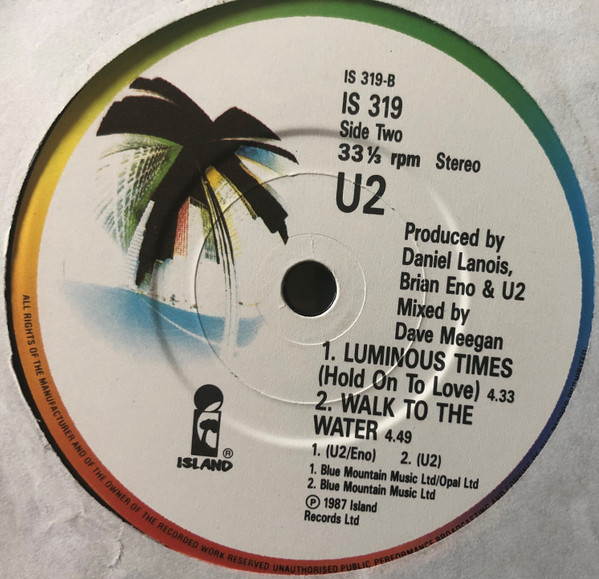 IS 319-B
IS 319
Side Two
33⅓ rpm Stereo
U2
Produced by
Daniel Lanois,
Brian Eno & U2
Mixed by
Dave Meegan
1. LUMINOUS TIMES
(Hold On To Love) 4.33
2. WALK TO THE
WATER 4.49
1. (U2/Eno) 2. (U2)
1. Blue Mountain Music Ltd/Opal Ltd
2. Blue Mountain Music Ltd
℗ 1987 Island
Records Ltd
ISLAND ®
ALL RIGHTS OF THE MANUFACTURER AND OF THE OWNER OF THE RECORDED WORK RESERVED UNAUTHORISED PUBLIC PERFORMANCE BROADCASTING AND